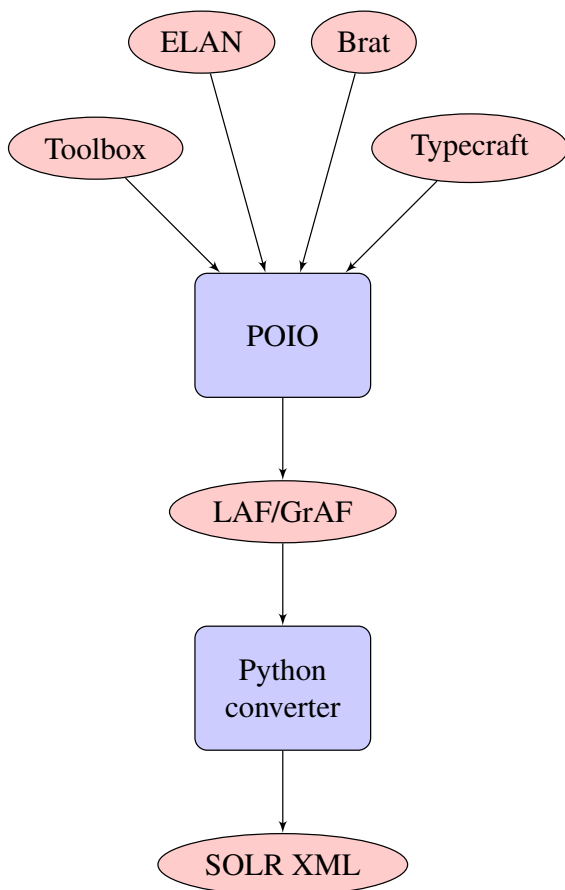 ELAN
Brat
Toolbox
Typecraft
POIO
LAF/GrAF
Python
converter
SOLR XML